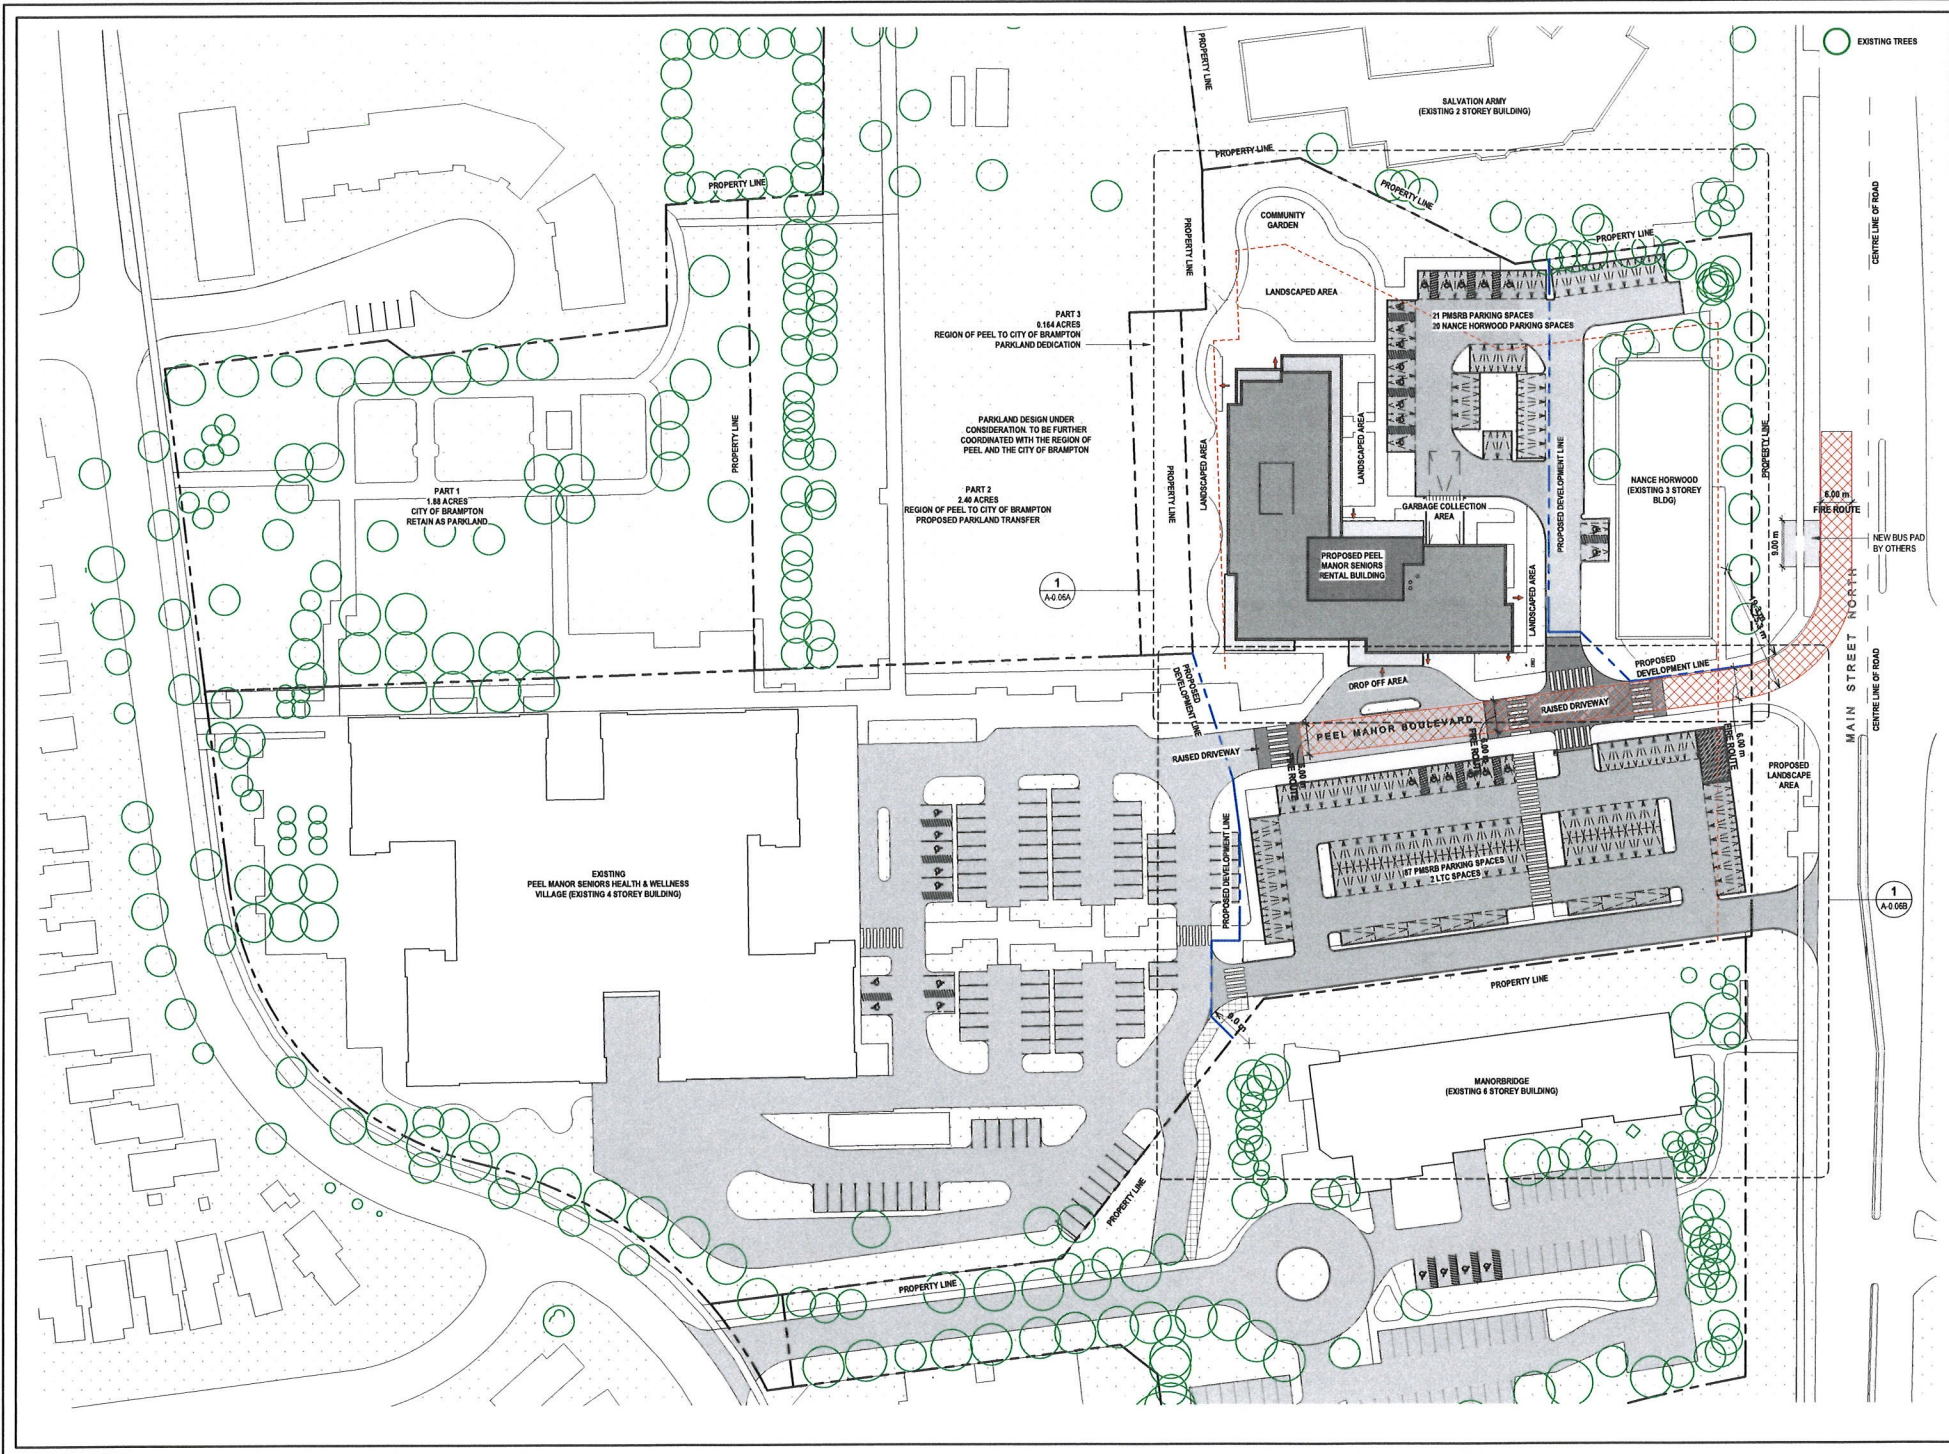 EXISTING TREES
SALVATION ARMY
(EXISTING 2 STOREY BUILDING)
CENTRE LINE OF ROAD
PROPERTY LINE
PROPERTY LINE
PROPERTY LINE
PROPERTY LINE
PROPERTY LINE
PROPERTY LINE
COMMUNITY
GARDEN
LANDSCAPED AREA
PART 3
0.164 ACRES
REGION OF PEEL TO CITY OF BRAMPTON
PARKLAND DEDICATION
21 PMSRB PARKING SPACES
20 NANCE HORWOOD PARKING SPACES
PARKLAND DESIGN UNDER
CONSIDERATION. TO BE FURTHER
COORDINATED WITH THE REGION OF
PEEL AND THE CITY OF BRAMPTON
PROPERTY LINE
PROPERTY LINE
LANDSCAPED AREA
LANDSCAPED AREA
PROPOSED DEVELOPMENT LINE
PROPERTY LINE
PART 1
1.88 ACRES
CITY OF BRAMPTON
RETAIN AS PARKLAND
PART 2
2.40 ACRES
REGION OF PEEL TO CITY OF BRAMPTON
PROPOSED PARKLAND TRANSFER
NANCE HORWOOD
(EXISTING 3 STOREY
BLDG)
GARBAGE COLLECTION
AREA
6.00 m
FIRE ROUTE
9.00 m
NEW BUS PAD
BY OTHERS
PROPOSED PEEL
MANOR SENIORS
RENTAL BUILDING
1
A-0.06A
LANDSCAPED AREA
MAIN STREET NORTH
CENTRE LINE OF ROAD
PROPOSED
DEVELOPMENT LINE
PROPOSED
DEVELOPMENT LINE
DROP OFF AREA
RAISED DRIVEWAY
PEEL MANOR BOULEVARD
RAISED DRIVEWAY
FIRE ROUTE
FIRE ROUTE
6.00 m
FIRE ROUTE
6.00 m
PROPOSED
LANDSCAPE
AREA
PROPOSED DEVELOPMENT LINE
87 PMSRB PARKING SPACES
2 LTC SPACES
EXISTING
PEEL MANOR SENIORS HEALTH & WELLNESS
VILLAGE (EXISTING 4 STOREY BUILDING)
1
A-0.06B
PROPERTY LINE
MANORBRIDGE
(EXISTING 6 STOREY BUILDING)
PROPERTY LINE
PROPERTY LINE